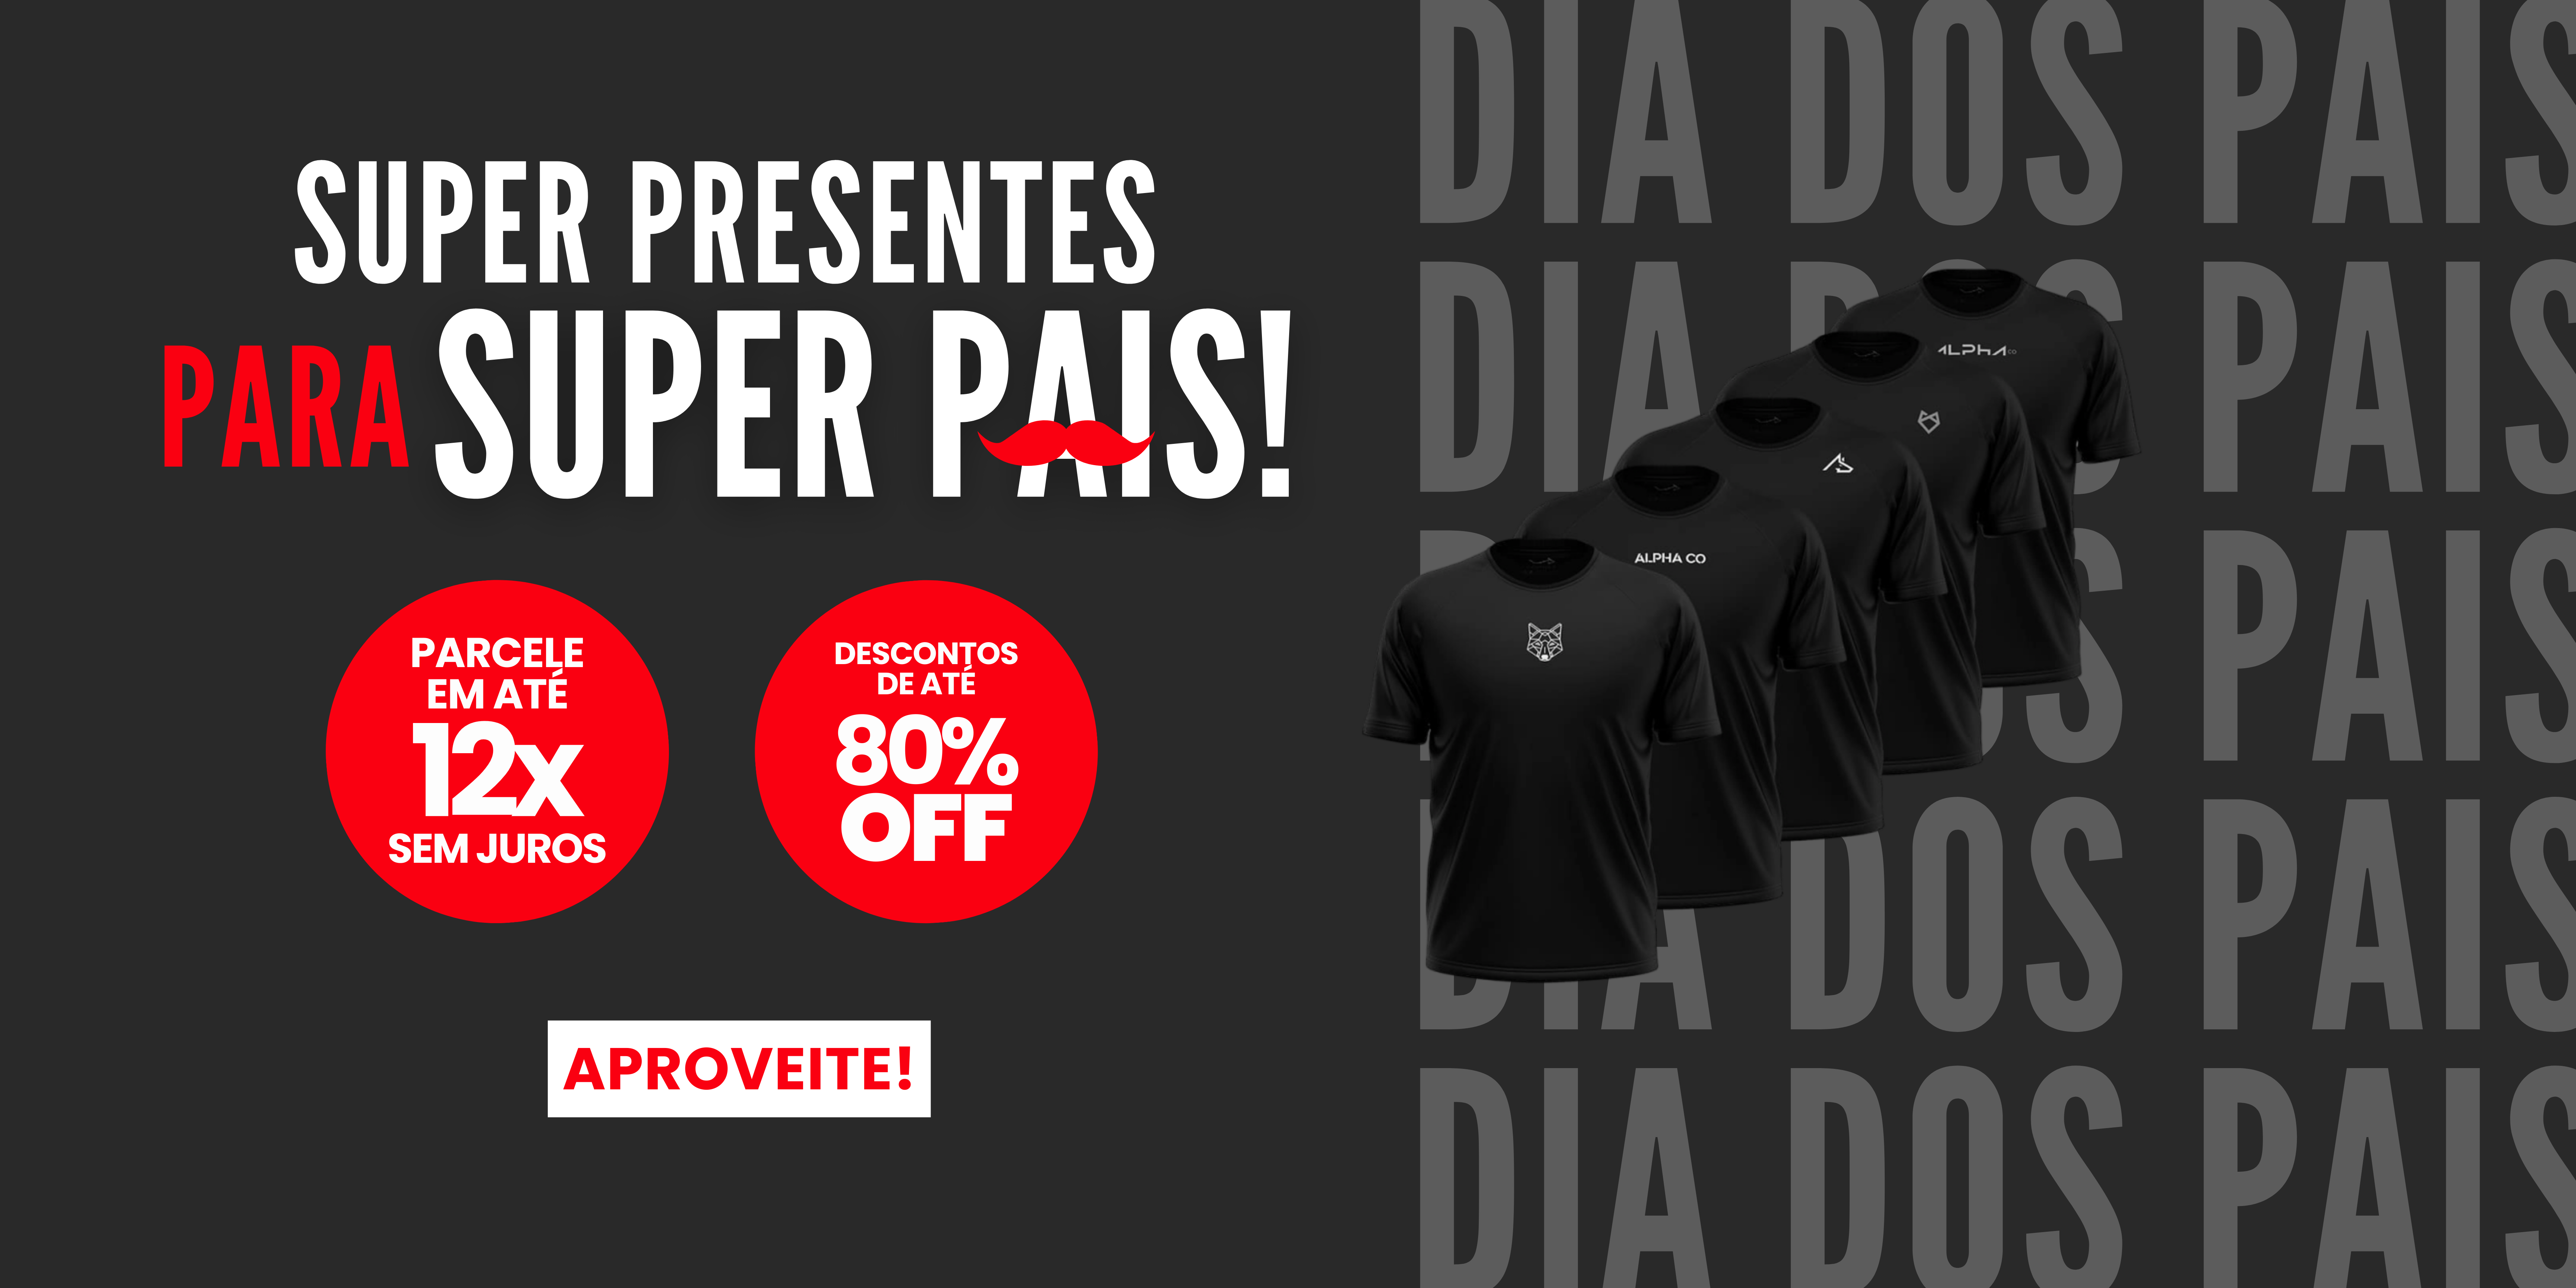 SUPER PRESENTES
PARA SUPER PAIS!
PARCELE
EM ATÉ
12x
SEM JUROS
DESCONTOS
DE ATÉ
80%
OFF
APROVEITE!
DIA DOS PAIS
DIA DOS PAIS
DIA DOS PAIS
DIA DOS PAIS
DIA DOS PAIS
ALPHA CO
ALPHA CO